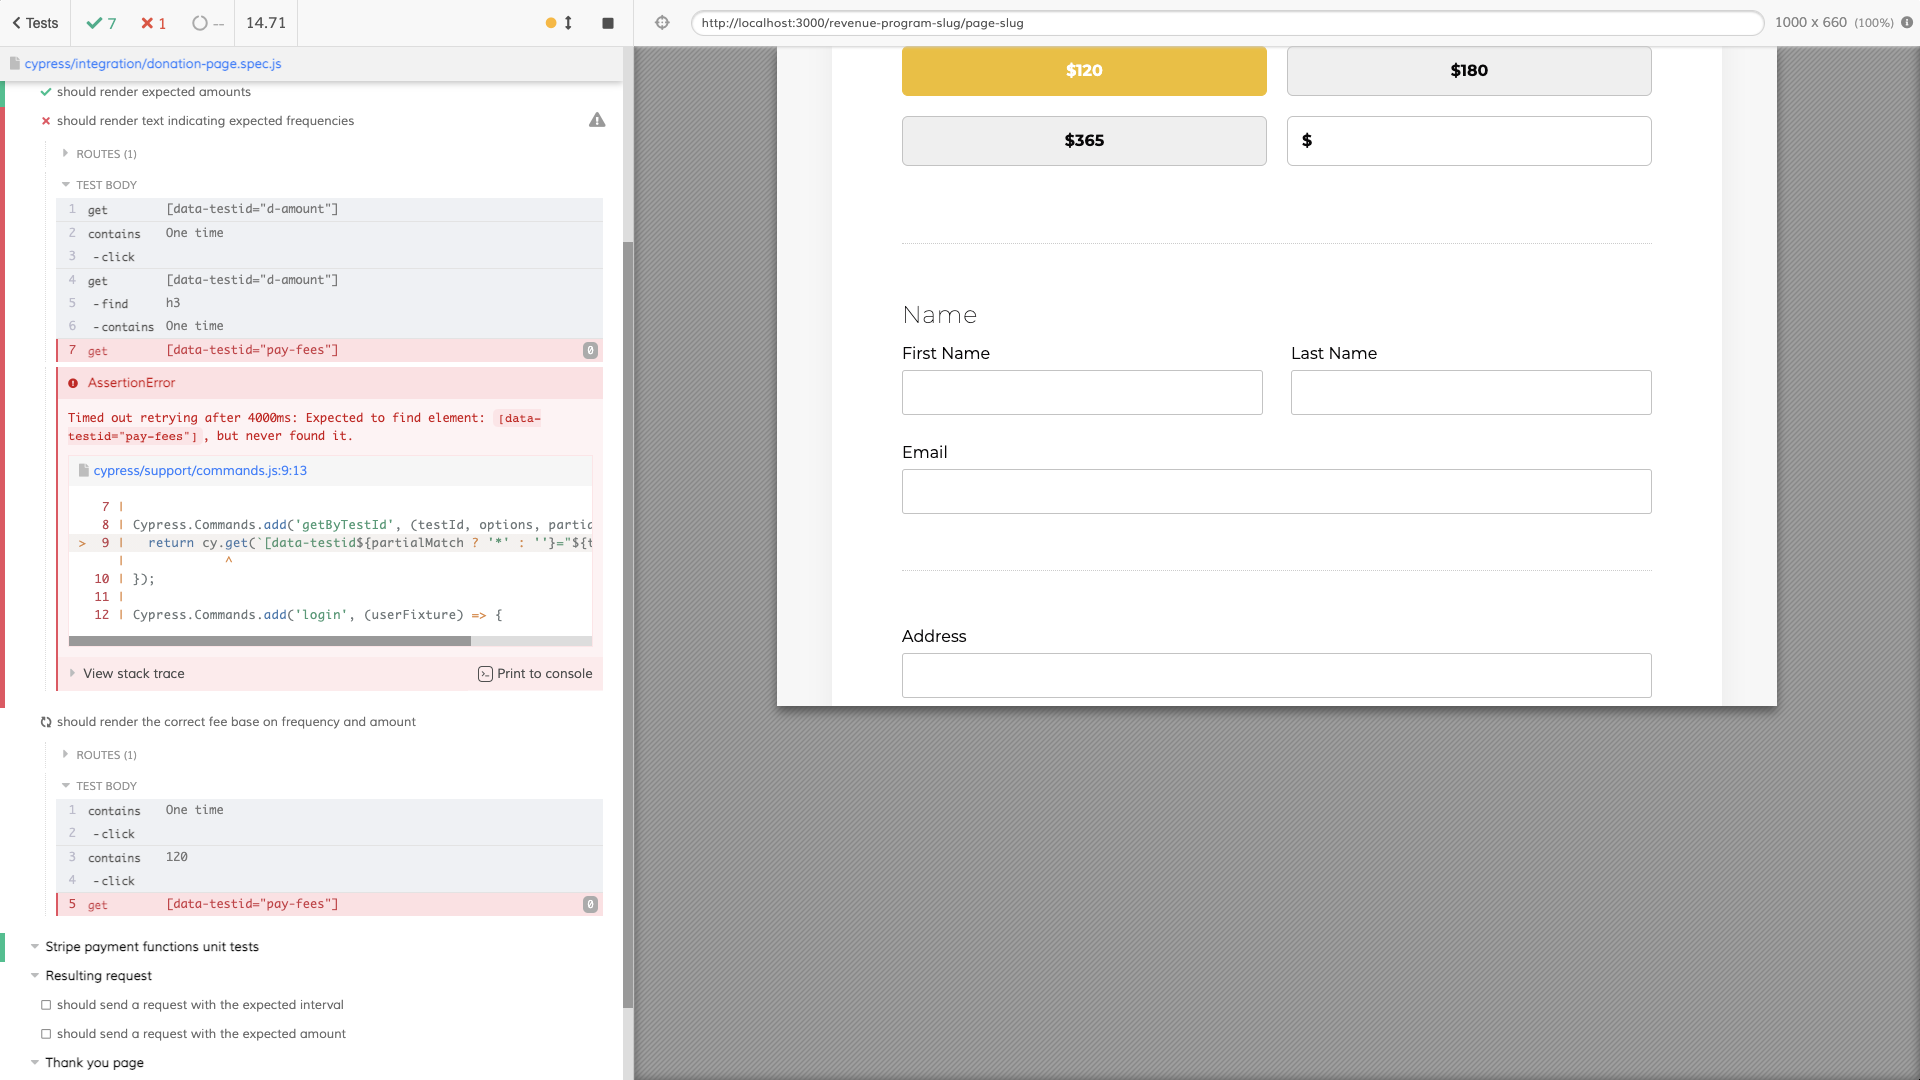 Tests
7
1
--
14.71
http://localhost:3000/revenue-program-slug/page-slug
1000 x 660 (100%)
cypress/integration/donation-page.spec.js
should render expected amounts
should render text indicating expected frequencies
ROUTES (1)
TEST BODY
1 get [data-testid="d-amount"]
2 contains One time
3 -click
4 get [data-testid="d-amount"]
5 -find h3
6 -contains One time
7 get [data-testid="pay-fees"] 0
AssertionError
Timed out retrying after 4000ms: Expected to find element: [data-
testid="pay-fees"], but never found it.
cypress/support/commands.js:9:13
7 |
8 | Cypress.Commands.add('getByTestId', (testId, options, partia
> 9 | return cy.get(`[data-testid${partialMatch ? '*' : ''}="${t
| ^
10 | });
11 |
12 | Cypress.Commands.add('login', (userFixture) => {
View stack trace
Print to console
should render the correct fee base on frequency and amount
ROUTES (1)
TEST BODY
1 contains One time
2 -click
3 contains 120
4 -click
5 get [data-testid="pay-fees"] 0
Stripe payment functions unit tests
Resulting request
should send a request with the expected interval
should send a request with the expected amount
Thank you page
$120
$180
$365
$
Name
First Name
Last Name
Email
Address